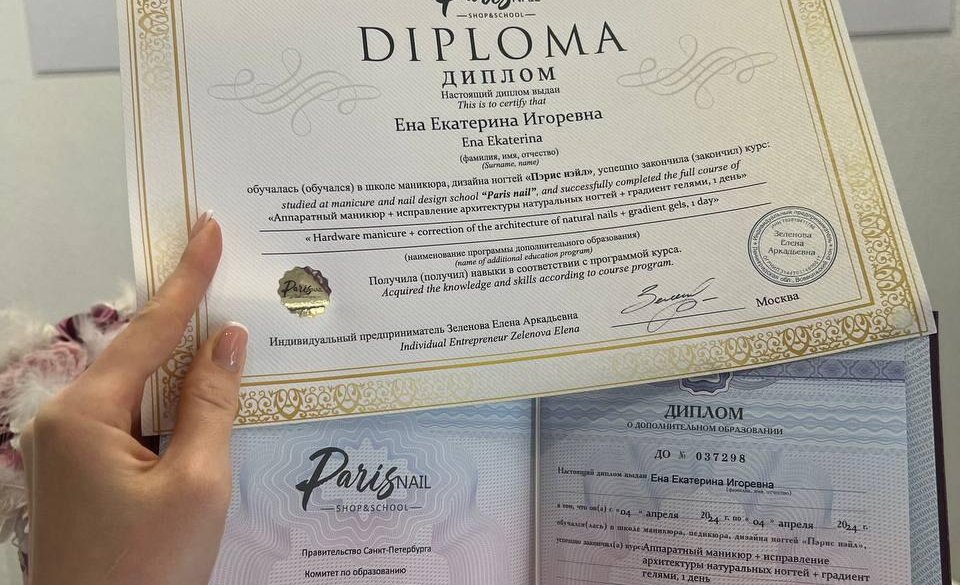 Paris NAIL
SHOP&SCHOOL
DIPLOMA
ДИПЛОМ
Настоящий диплом выдан
This is to certify that
Ена Екатерина Игоревна
Ena Ekaterina
(фамилия, имя, отчество)
(Surname, name)
обучалась (обучался) в школе маникюра, дизайна ногтей «Пэрис нэйл», успешно закончила (закончил) курс:
studied at manicure and nail design school “Paris nail”, and successfully completed the full course of
«Аппаратный маникюр + исправление архитектуры натуральных ногтей + градиент гелями, 1 день»
« Hardware manicure + correction of the architecture of natural nails + gradient gels, 1 day»
(наименование программы дополнительного образования)
(name of additional education program)
Получила (получил) навыки в соответствии с программой курса.
Acquired the knowledge and skills according to course program.
Зеленова
Елена
Аркадьевна
Paris NAIL
Москва
Индивидуальный предприниматель Зеленова Елена Аркадьевна
Individual Entrepreneur Zelenova Elena
Paris NAIL
SHOP&SCHOOL
Правительство Санкт-Петербурга
Комитет по образованию
ДИПЛОМ
О ДОПОЛНИТЕЛЬНОМ ОБРАЗОВАНИИ
ДО № 037298
Настоящий диплом выдан Ена Екатерина Игоревна
(фамилия, имя, отчество)
в том, что он(а) с "04" апреля 2024 г. по "04" апреля 2024 г.
обучался(лась) в школе маникюра, педикюра, дизайна ногтей «Пэрис нэйл»,
успешно закончил(а) курс: Аппаратный маникюр + исправление
архитектуры натуральных ногтей + градиент
гелями, 1 день